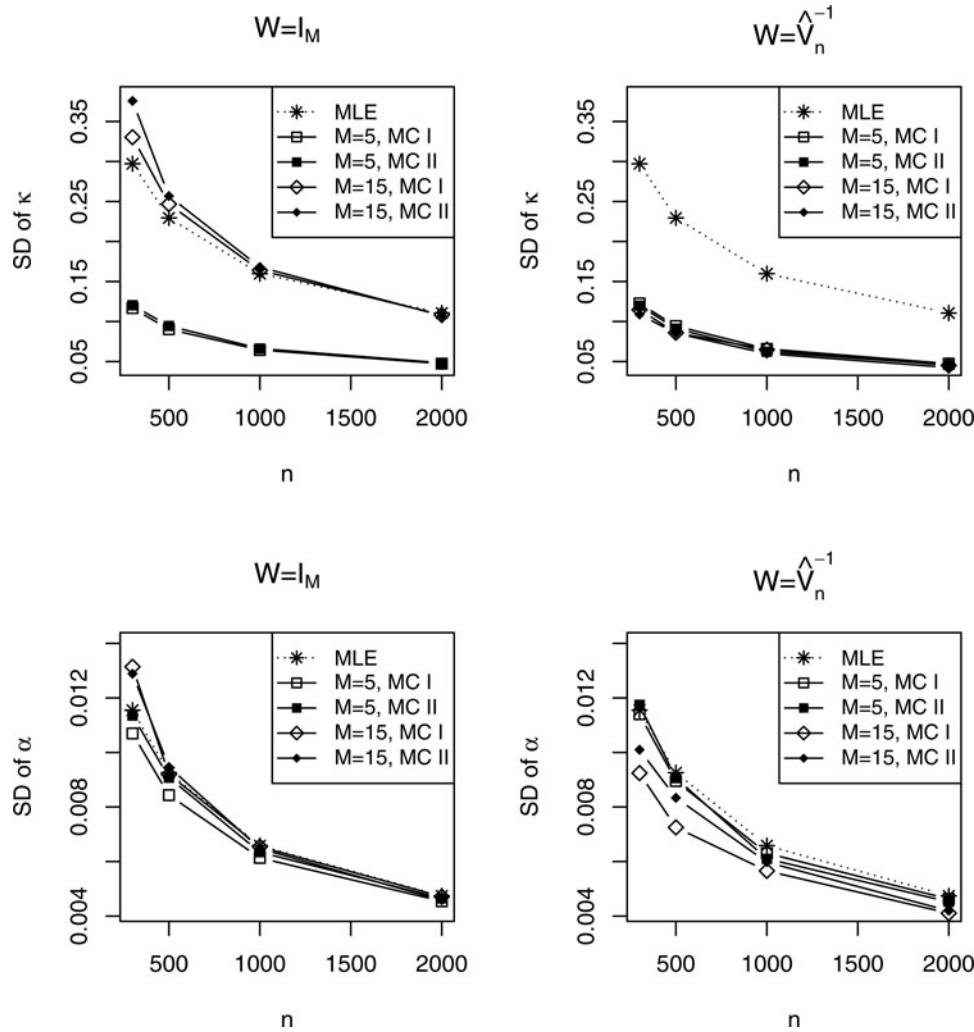 W=I_M
SD of κ
0.35
0.25
0.15
0.05
MLE
M=5, MC I
M=5, MC II
M=15, MC I
M=15, MC II
500
1000
1500
2000
n
W=V̂_n^{-1}
SD of κ
0.35
0.25
0.15
0.05
MLE
M=5, MC I
M=5, MC II
M=15, MC I
M=15, MC II
500
1000
1500
2000
n
W=I_M
SD of α
0.012
0.008
0.004
MLE
M=5, MC I
M=5, MC II
M=15, MC I
M=15, MC II
500
1000
1500
2000
n
W=V̂_n^{-1}
SD of α
0.012
0.008
0.004
MLE
M=5, MC I
M=5, MC II
M=15, MC I
M=15, MC II
500
1000
1500
2000
n